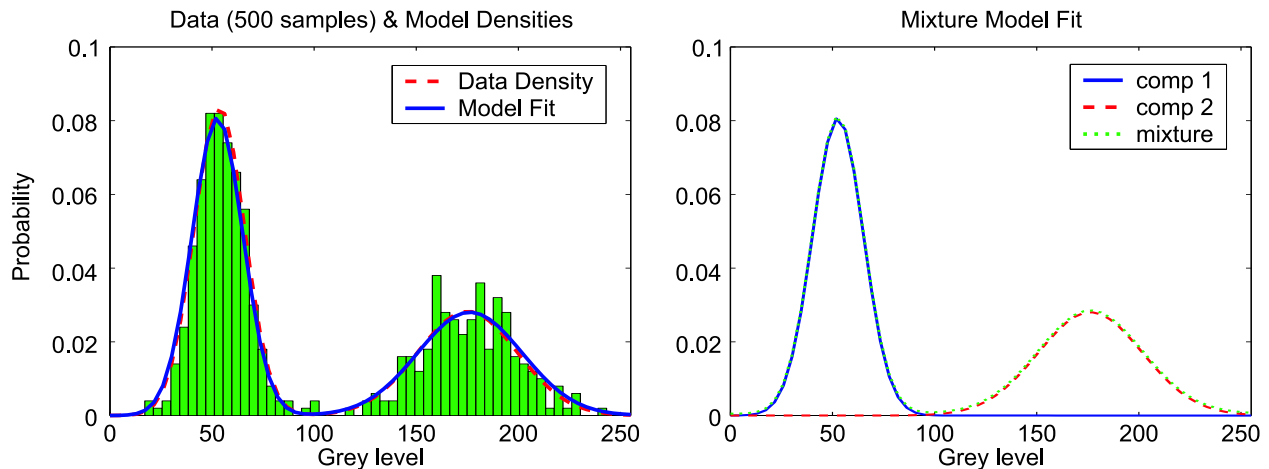 Data (500 samples) & Model Densities
Probability
0.1
0.08
0.06
0.04
0.02
0
Data Density
Model Fit
0 50 100 150 200 250
Grey level
Mixture Model Fit
0.1
0.08
0.06
0.04
0.02
0
comp 1
comp 2
mixture
0 50 100 150 200 250
Grey level